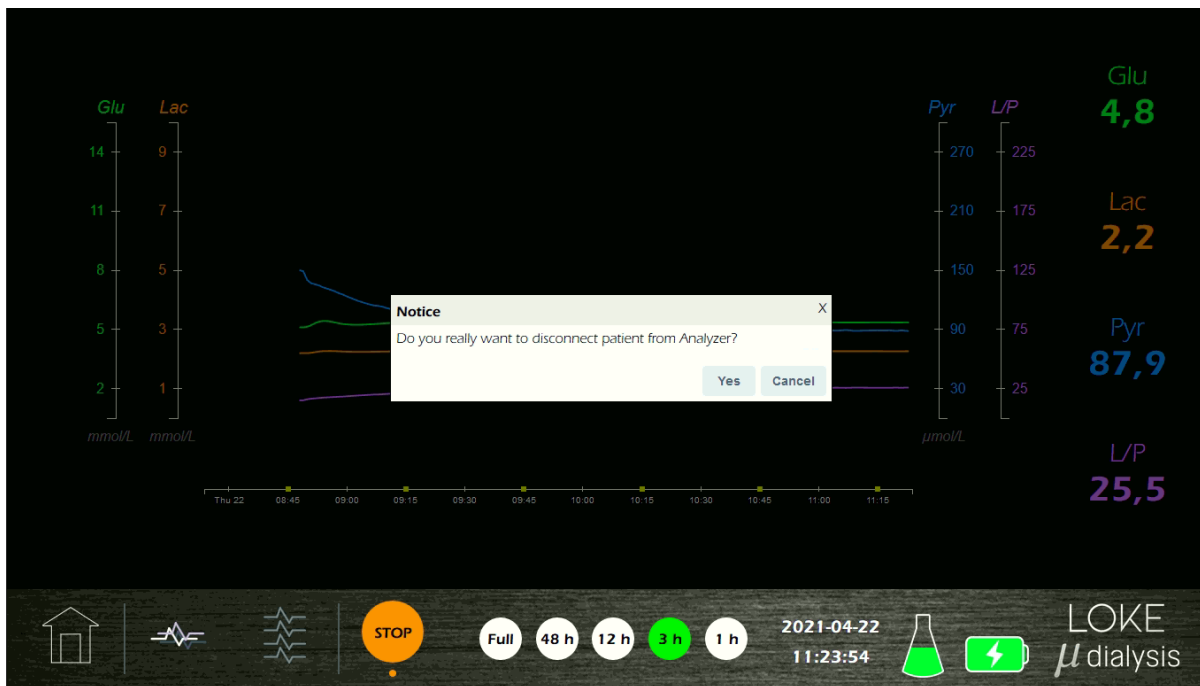 Glu
4,8
Glu Lac Pyr L/P
14 9 270 225
11 7 210 175
Lac
2,2
8 5 150 125
Notice X
Do you really want to disconnect patient from Analyzer?
Yes Cancel
5 3 90 75
Pyr
87,9
2 1 30 25
mmol/L mmol/L µmol/L
L/P
25,5
Thu 22 08:45 09:00 09:15 09:30 09:45 10:00 10:15 10:30 10:45 11:00 11:15
STOP
Full 48 h 12 h 3 h 1 h
2021-04-22
11:23:54
LOKE
µ dialysis